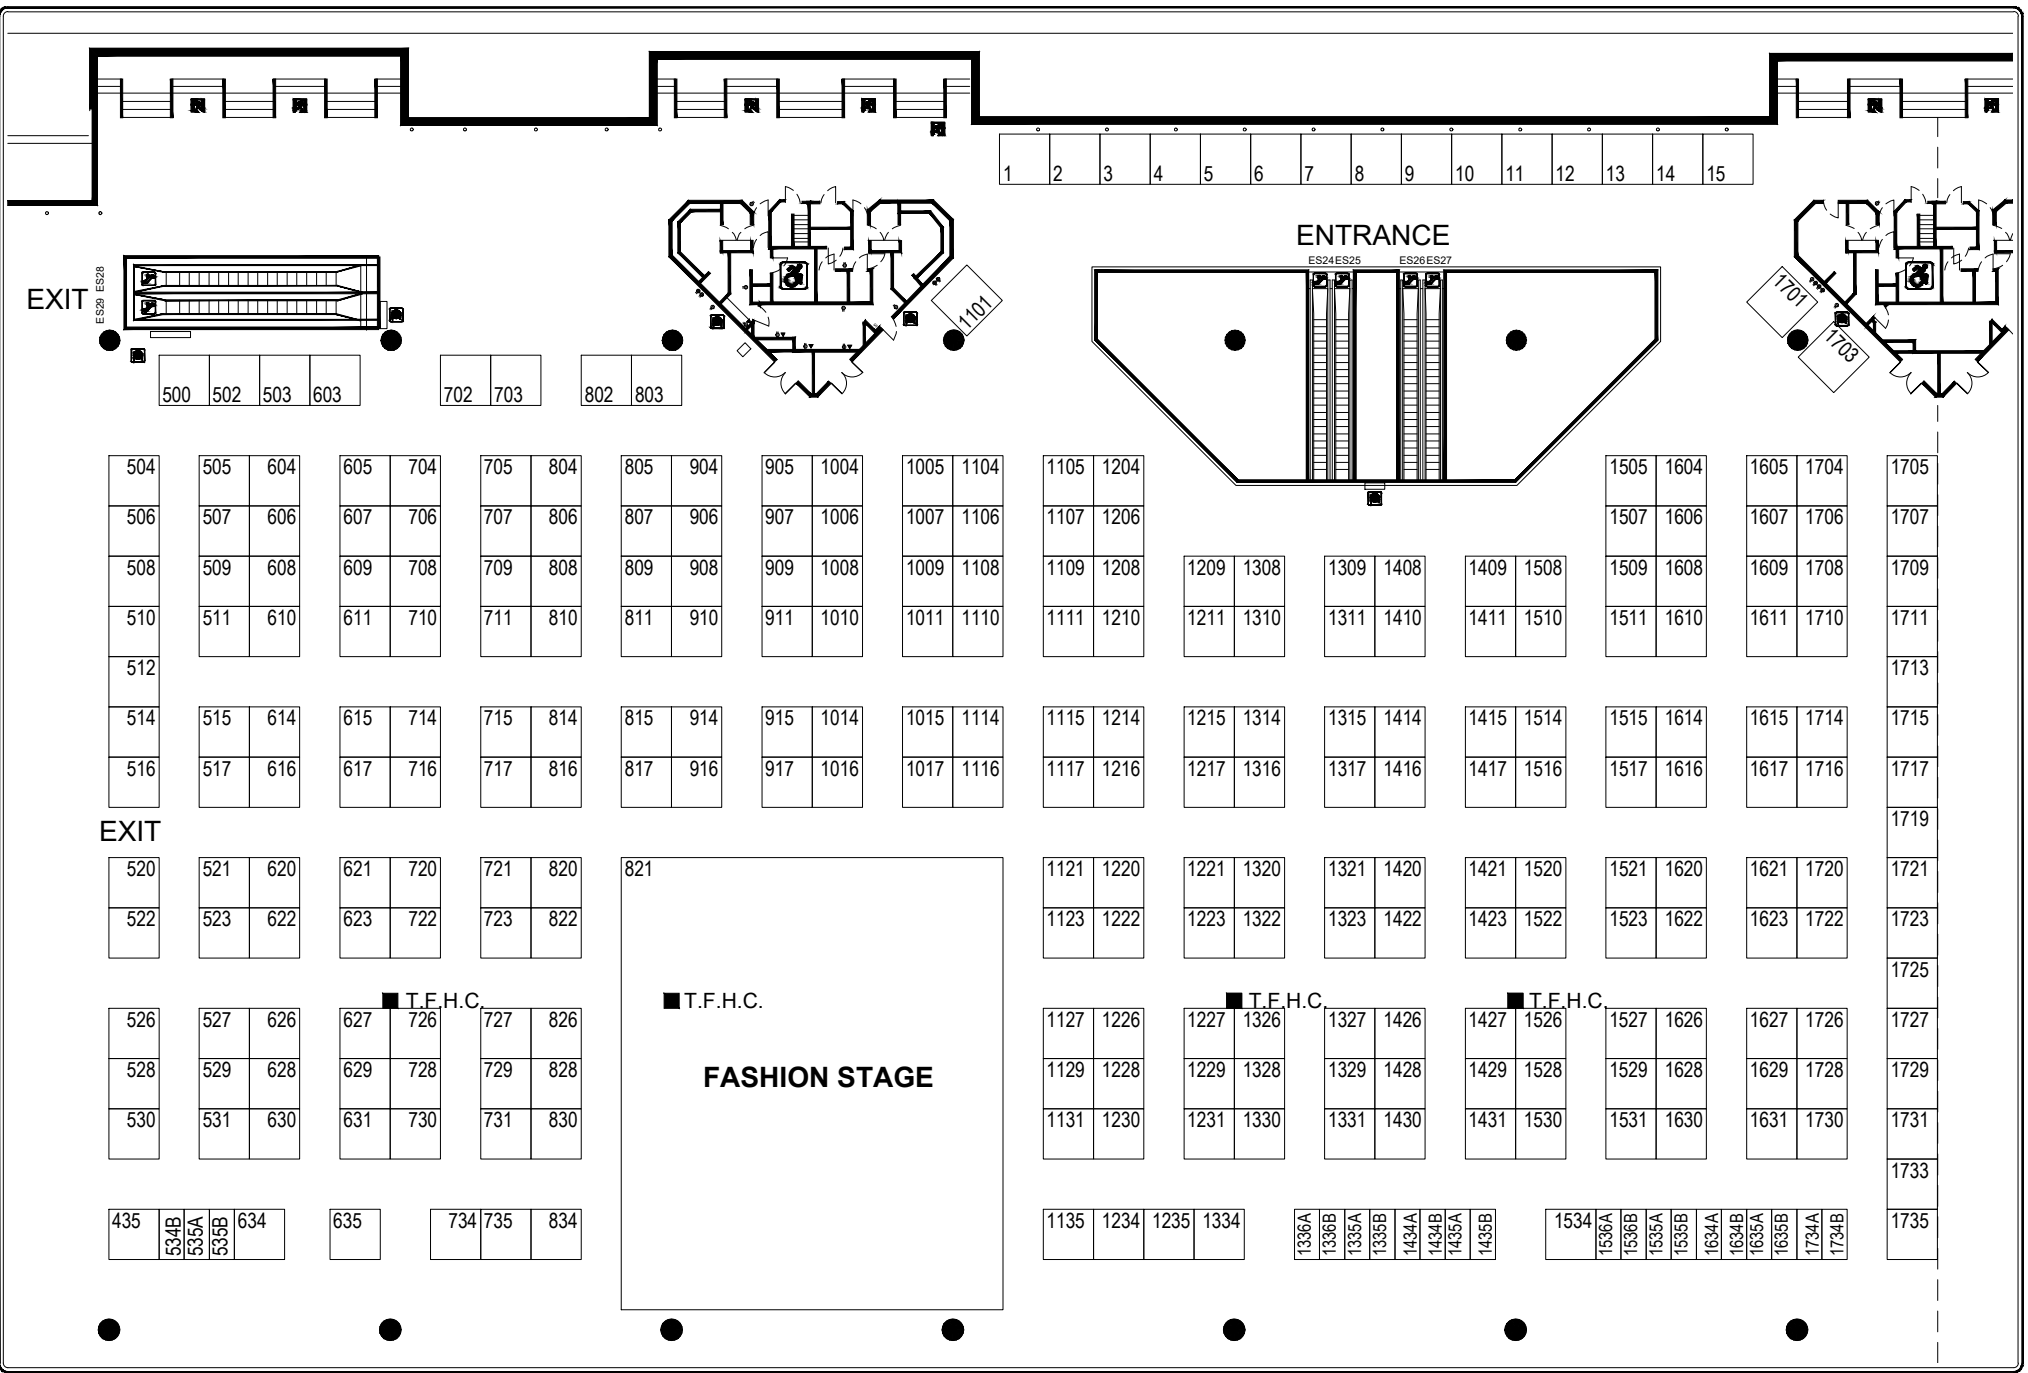 1 2 3 4 5 6 7 8 9 10 11 12 13 14 15
ENTRANCE
ES24 ES25 ES26 ES27
EXIT
ES29 ES28
1101
1701
1703
500 502 503 603 702 703 802 803
504 505 604 605 704 705 804 805 904 905 1004 1005 1104 1105 1204 1505 1604 1605 1704 1705
506 507 606 607 706 707 806 807 906 907 1006 1007 1106 1107 1206 1507 1606 1607 1706 1707
508 509 608 609 708 709 808 809 908 909 1008 1009 1108 1109 1208 1209 1308 1309 1408 1409 1508 1509 1608 1609 1708 1709
510 511 610 611 710 711 810 811 910 911 1010 1011 1110 1111 1210 1211 1310 1311 1410 1411 1510 1511 1610 1611 1710 1711
512 1713
514 515 614 615 714 715 814 815 914 915 1014 1015 1114 1115 1214 1215 1314 1315 1414 1415 1514 1515 1614 1615 1714 1715
516 517 616 617 716 717 816 817 916 917 1016 1017 1116 1117 1216 1217 1316 1317 1416 1417 1516 1517 1616 1617 1716 1717
EXIT 1719
520 521 620 621 720 721 820 821 1121 1220 1221 1320 1321 1420 1421 1520 1521 1620 1621 1720 1721
522 523 622 623 722 723 822 1123 1222 1223 1322 1323 1422 1423 1522 1523 1622 1623 1722 1723
1725
T.F.H.C. T.F.H.C. T.F.H.C. T.F.H.C.
526 527 626 627 726 727 826 1127 1226 1227 1326 1327 1426 1427 1526 1527 1626 1627 1726 1727
528 529 628 629 728 729 828 1129 1228 1229 1328 1329 1428 1429 1528 1529 1628 1629 1728 1729
FASHION STAGE
530 531 630 631 730 731 830 1131 1230 1231 1330 1331 1430 1431 1530 1531 1630 1631 1730 1731
1733
435 534B 535A 535B 634 635 734 735 834 1135 1234 1235 1334 1336A 1336B 1335A 1335B 1434A 1434B 1435A 1435B 1534 1536A 1536B 1535A 1535B 1634A 1634B 1635A 1635B 1734A 1734B 1735